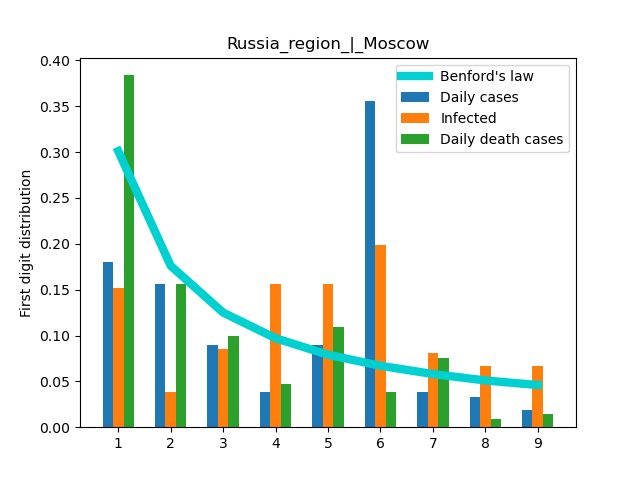 Russia_region_|_Moscow
0.40
0.35
0.30
0.25
0.20
0.15
0.10
0.05
0.00
First digit distribution
Benford's law
Daily cases
Infected
Daily death cases
1 2 3 4 5 6 7 8 9